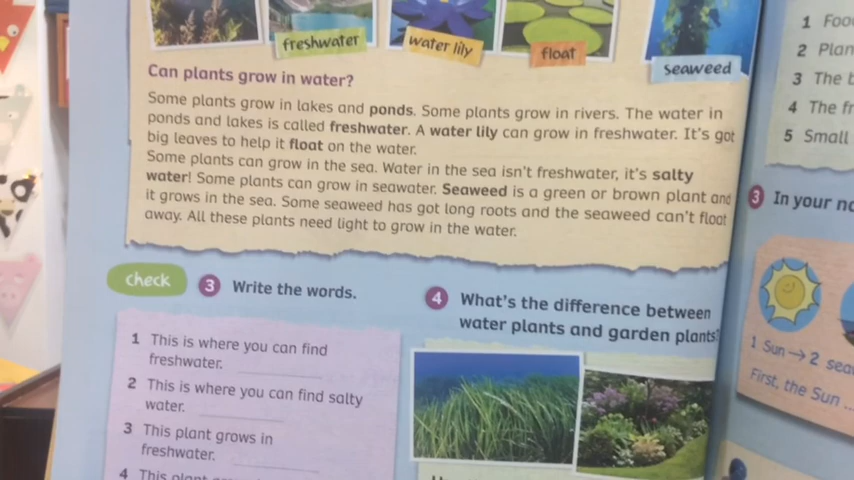 freshwater
water lily
float
seaweed
Can plants grow in water?
Some plants grow in lakes and ponds. Some plants grow in rivers. The water in
ponds and lakes is called freshwater. A water lily can grow in freshwater. It's got
big leaves to help it float on the water.
Some plants can grow in the sea. Water in the sea isn't freshwater, it's salty
water! Some plants can grow in seawater. Seaweed is a green or brown plant and
it grows in the sea. Some seaweed has got long roots and the seaweed can't float
away. All these plants need light to grow in the water.
check
3 Write the words.
1 This is where you can find
freshwater.
2 This is where you can find salty
water.
3 This plant grows in
freshwater.
4 This
4 What's the difference between
water plants and garden plants?
1
2
3 The
4 The
5 Small
3 In your
1 Sun → 2
First, the Sun ...